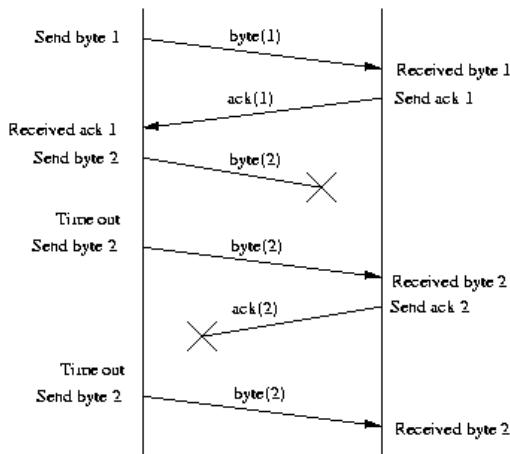 Send byte 1
byte(1)
Received byte 1
ack(1)
Send ack 1
Received ack 1
Send byte 2
byte(2)
Time out
Send byte 2
byte(2)
Received byte 2
ack(2)
Send ack 2
Time out
Send byte 2
byte(2)
Received byte 2